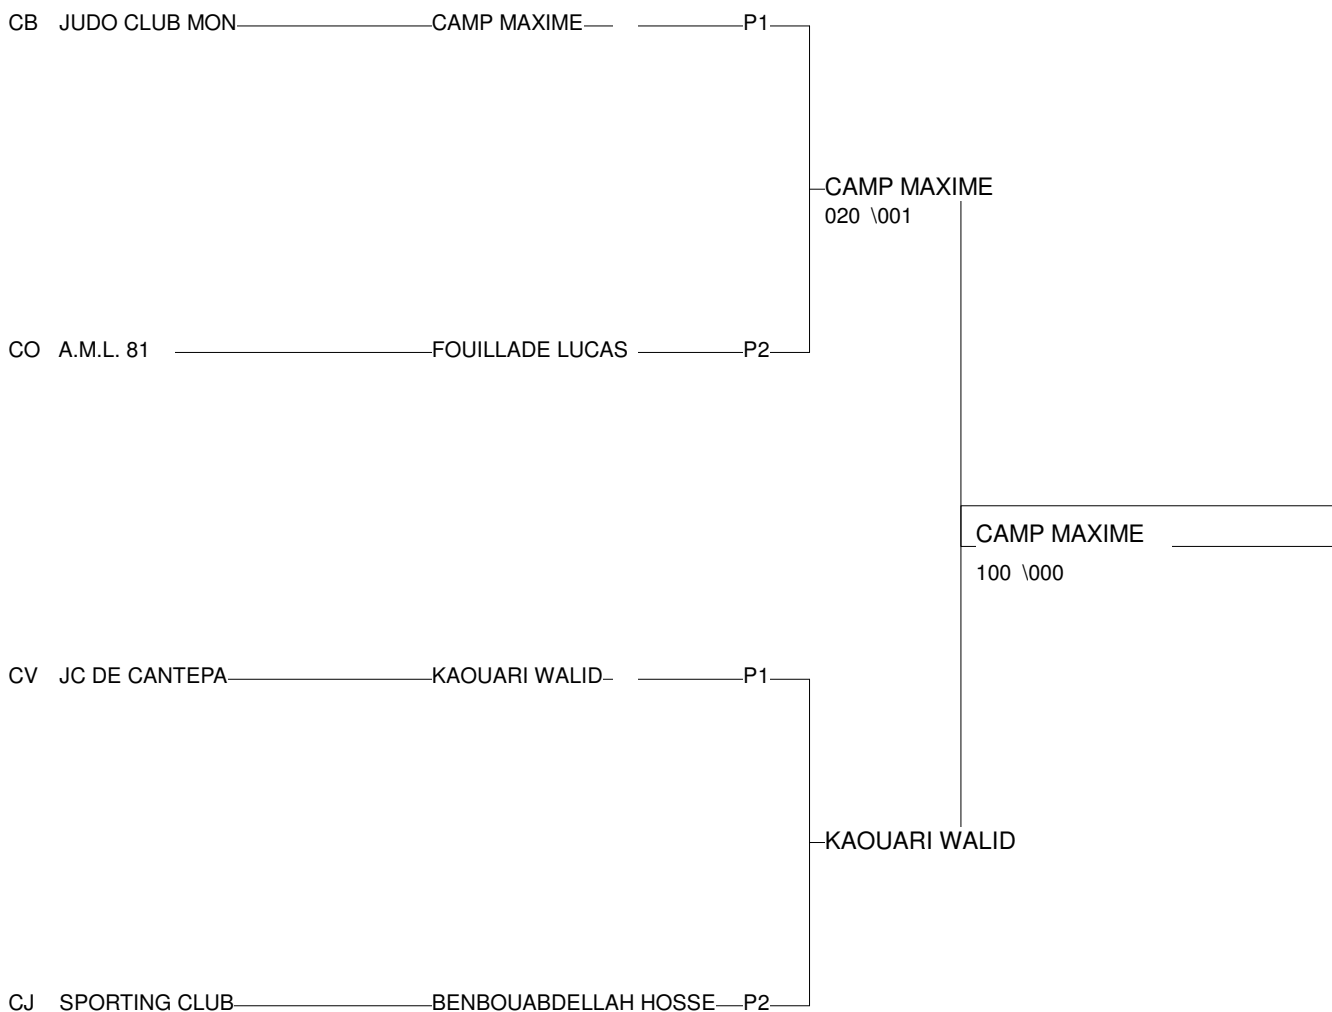 CB JUDO CLUB MON CAMP MAXIME P1
CAMP MAXIME
020 \001
CO A.M.L. 81 FOUILLADE LUCAS P2
CAMP MAXIME
100 \000
CV JC DE CANTEPA KAOUARI WALID P1
KAOUARI WALID
CJ SPORTING CLUB BENBOUABDELLAH HOSSE P2